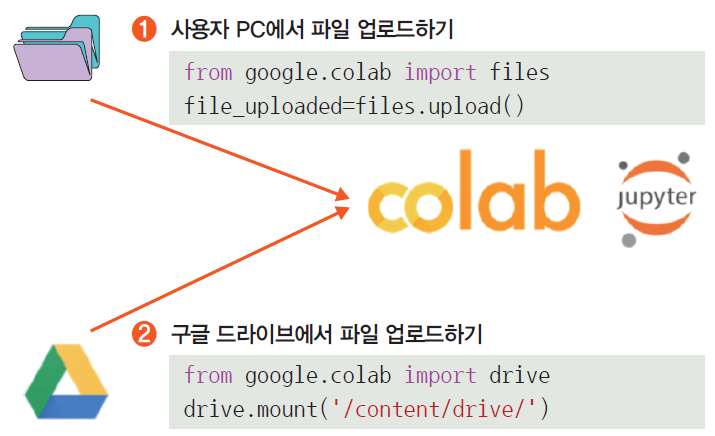 1 사용자 PC에서 파일 업로드하기
from google.colab import files
file_uploaded=files.upload()
colab
jupyter
2 구글 드라이브에서 파일 업로드하기
from google.colab import drive
drive.mount('/content/drive/')